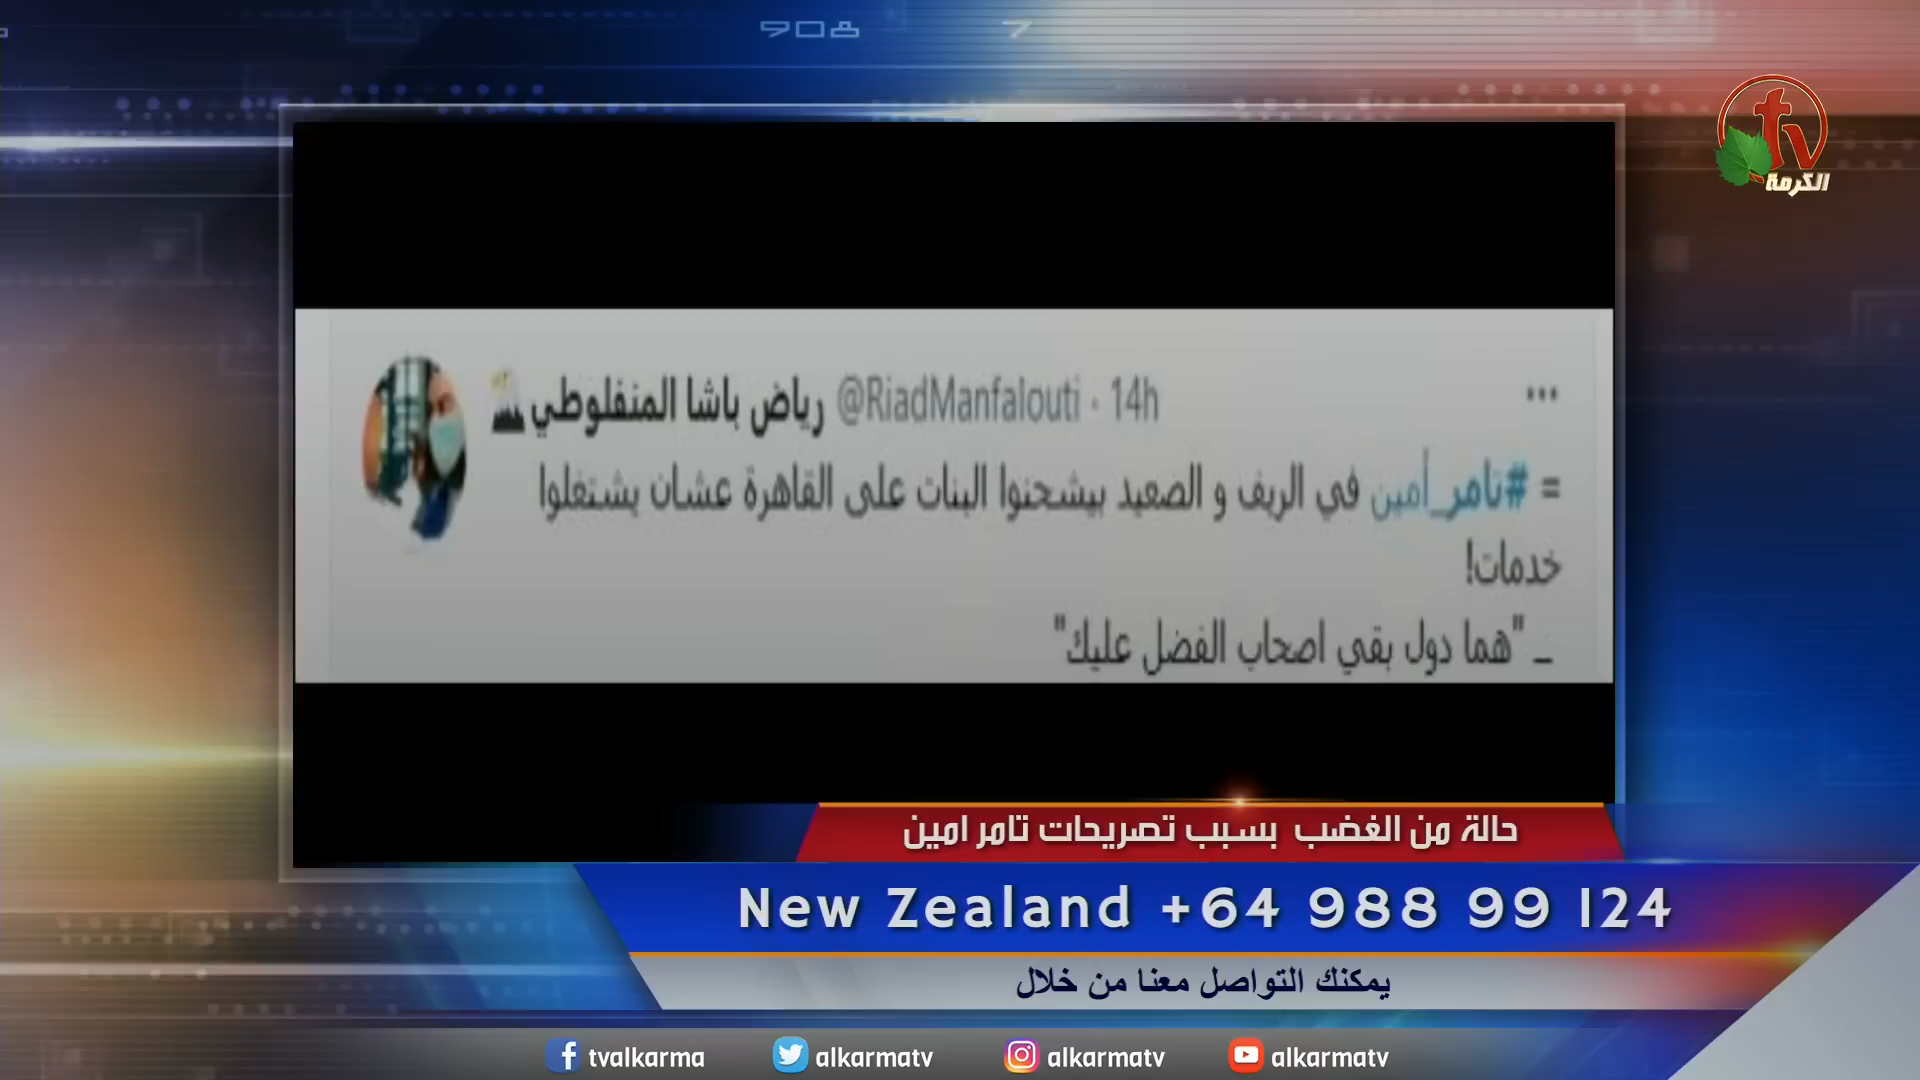 908 7
tv
الكرمة
رياض باشا المنفلوطي @RiadManfalouti · 14h
= #تامر_أمين في الريف و الصعيد بيشحنوا البنات على القاهرة عشان يشتغلوا
خدمات!
_ "هما دول بقي اصحاب الفضل عليك"
حالة من الغضب بسبب تصريحات تامر امين
New Zealand +64 988 99 124
يمكنك التواصل معنا من خلال
tvalkarma alkarmatv alkarmatv alkarmatv